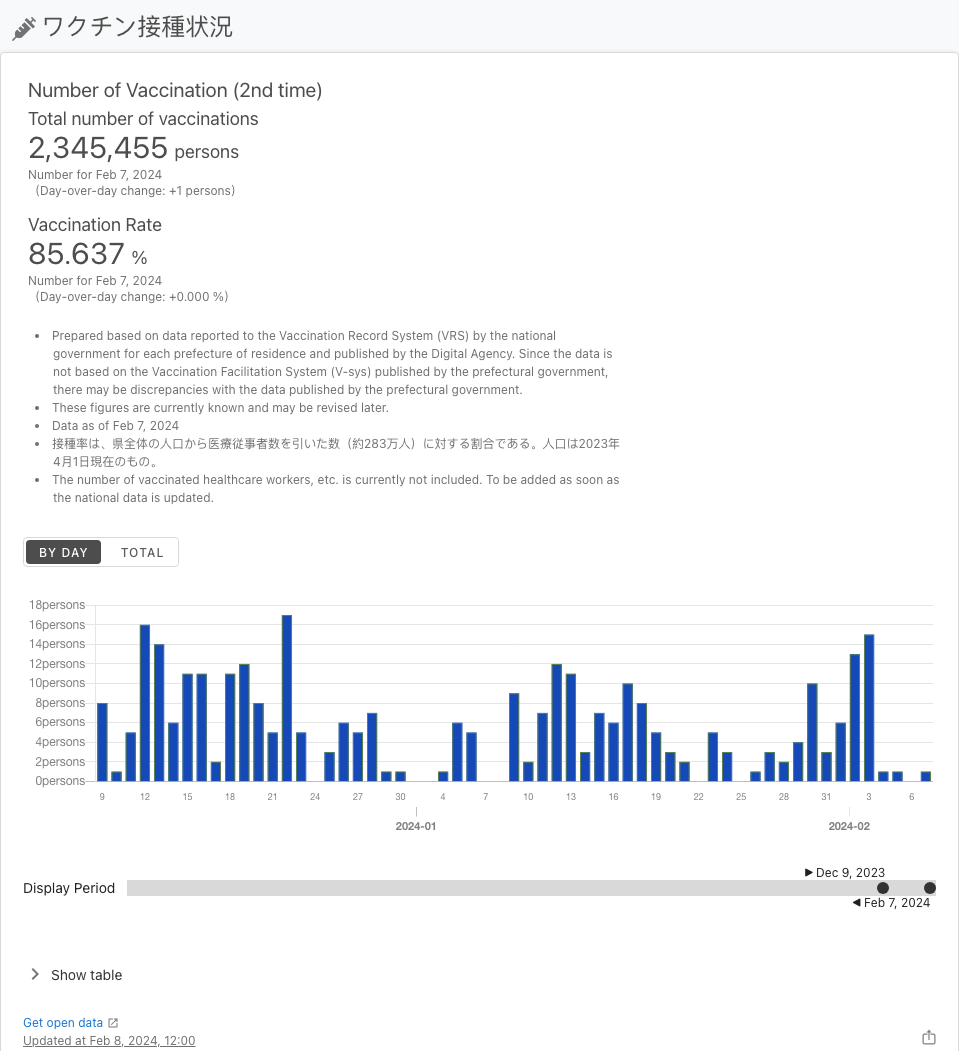 ワクチン接種状況
Number of Vaccination (2nd time)
Total number of vaccinations
2,345,455 persons
Number for Feb 7, 2024
（Day-over-day change: +1 persons）
Vaccination Rate
85.637 %
Number for Feb 7, 2024
（Day-over-day change: +0.000 %）
• Prepared based on data reported to the Vaccination Record System (VRS) by the national
government for each prefecture of residence and published by the Digital Agency. Since the data is
not based on the Vaccination Facilitation System (V-sys) published by the prefectural government,
there may be discrepancies with the data published by the prefectural government.
• These figures are currently known and may be revised later.
• Data as of Feb 7, 2024
• 接種率は、県全体の人口から医療従事者数を引いた数（約283万人）に対する割合である。人口は2023年
4月1日現在のもの。
• The number of vaccinated healthcare workers, etc. is currently not included. To be added as soon as
the national data is updated.
BY DAY TOTAL
18persons
16persons
14persons
12persons
10persons
8persons
6persons
4persons
2persons
0persons
9 12 15 18 21 24 27 30 4 7 10 13 16 19 22 25 28 31 3 6
2024-01 2024-02
▶ Dec 9, 2023
Display Period
◀ Feb 7, 2024
Show table
Get open data
Updated at Feb 8, 2024, 12:00